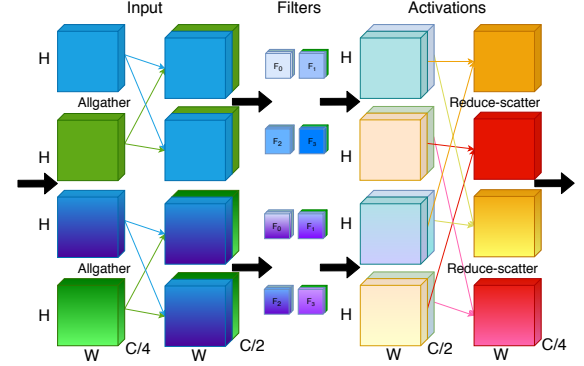 Input Filters Activations
H H
F₀ F₁
Allgather Reduce-scatter
H F₂ F₃ H
H H
F₀ F₁
Allgather Reduce-scatter
H F₂ F₃ H
W C/4 W C/2 W C/2 W C/4